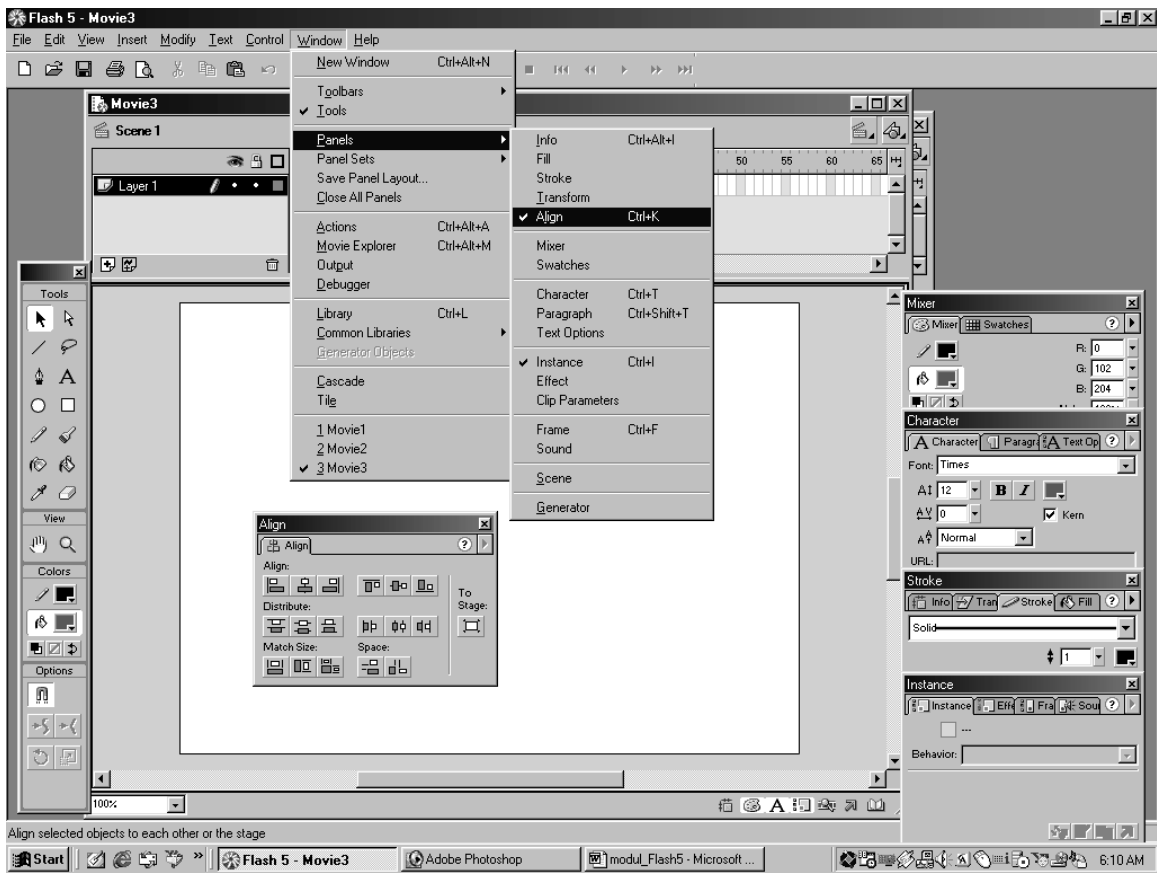 Flash 5 - Movie3
File Edit View Insert Modify Text Control Window Help
New Window Ctrl+Alt+N
Toolbars
Tools
Panels
Panel Sets
Save Panel Layout...
Close All Panels
Actions Ctrl+Alt+A
Movie Explorer Ctrl+Alt+M
Output
Debugger
Library Ctrl+L
Common Libraries
Generator Objects
Cascade
Tile
1 Movie1
2 Movie2
3 Movie3
Info Ctrl+Alt+I
Fill
Stroke
Transform
Align Ctrl+K
Mixer
Swatches
Character Ctrl+T
Paragraph Ctrl+Shift+T
Text Options
Instance Ctrl+I
Effect
Clip Parameters
Frame Ctrl+F
Sound
Scene
Generator
Movie3
Scene 1
50 55 60 65
Layer 1
Tools
View
Colors
Options
Align
Align
Align:
To
Stage:
Distribute:
Match Size: Space:
Mixer
Mixer Swatches
R: 0
G: 102
B: 204
Character
Character Paragr Text Op
Font: Times
12 B I
0 Kern
Normal
URL:
Stroke
Info Tran Stroke Fill
Solid
1
Instance
Instance Effe Fra Soun
---
Behavior:
100%
Align selected objects to each other or the stage
Start » Flash 5 - Movie3 Adobe Photoshop modul_Flash5 - Microsoft ... 6:10 AM